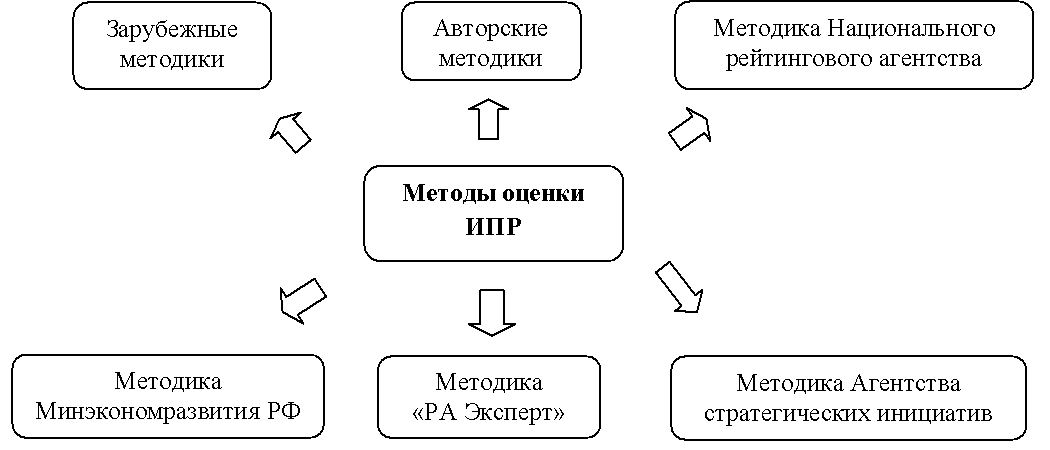 Зарубежные
методики
Авторские
методики
Методика Национального
рейтингового агентства
Методы оценки
ИПР
Методика
Минэкономразвития РФ
Методика
«РА Эксперт»
Методика Агентства
стратегических инициатив